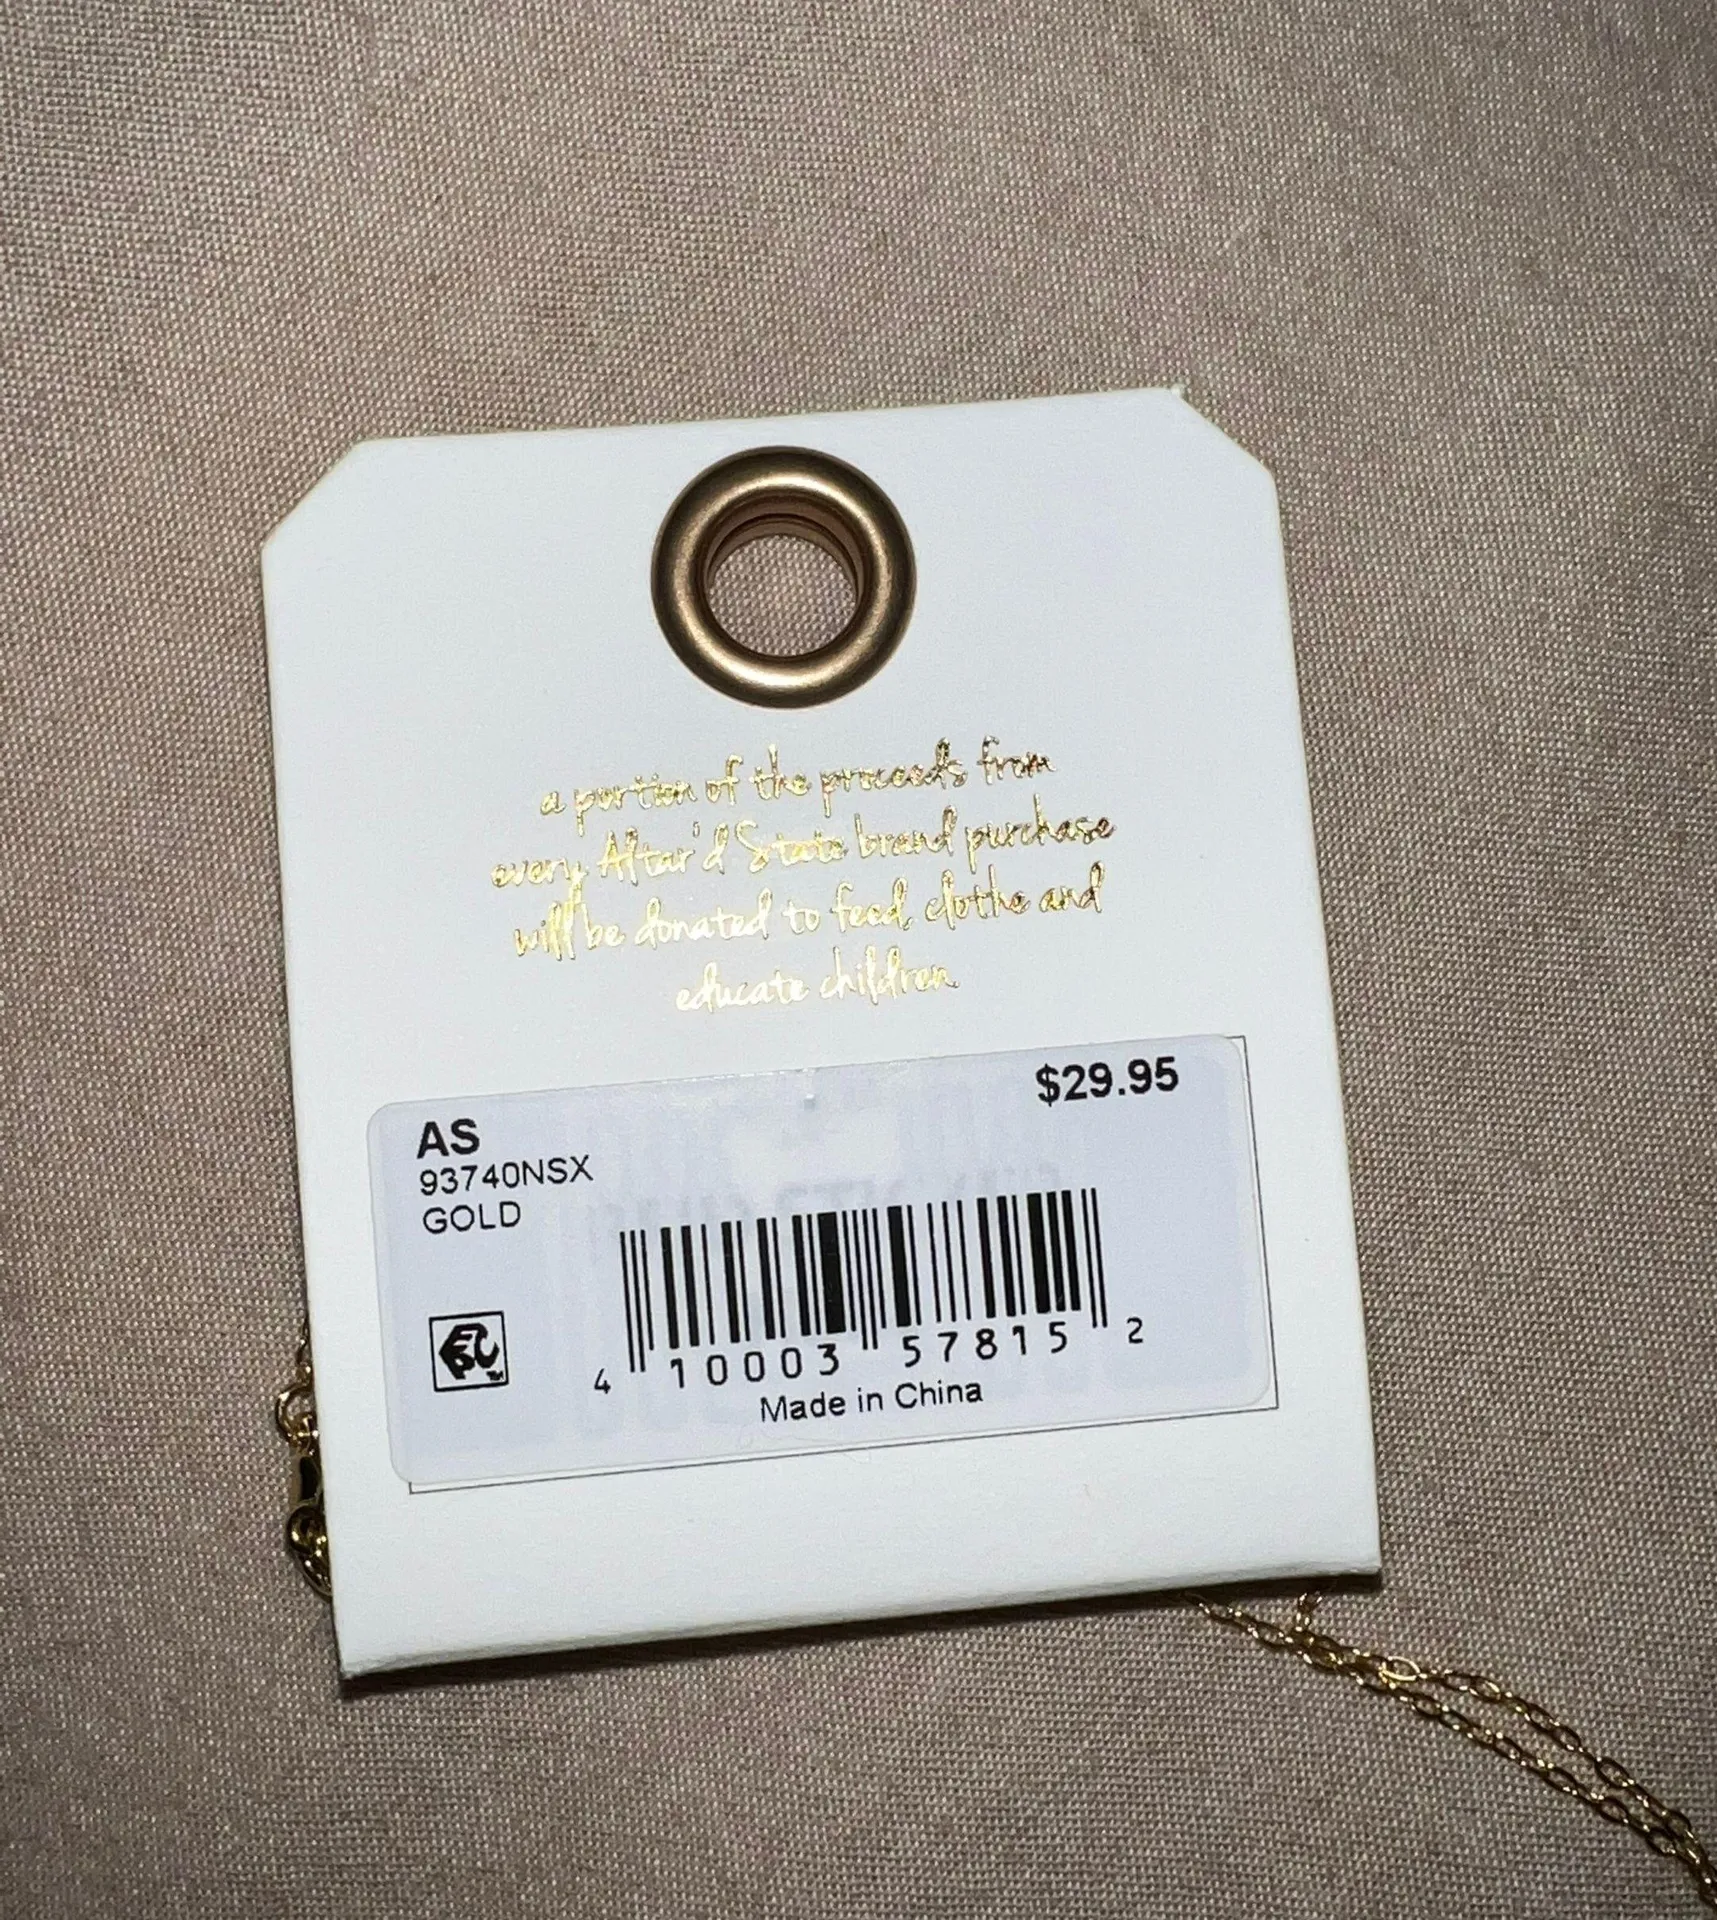 a portion of the proceeds from
every Altar'd State brand purchase
will be donated to feed, clothe and
educate children.
$29.95
AS
93740NSX
GOLD
4 10003 57815 2
Made in China